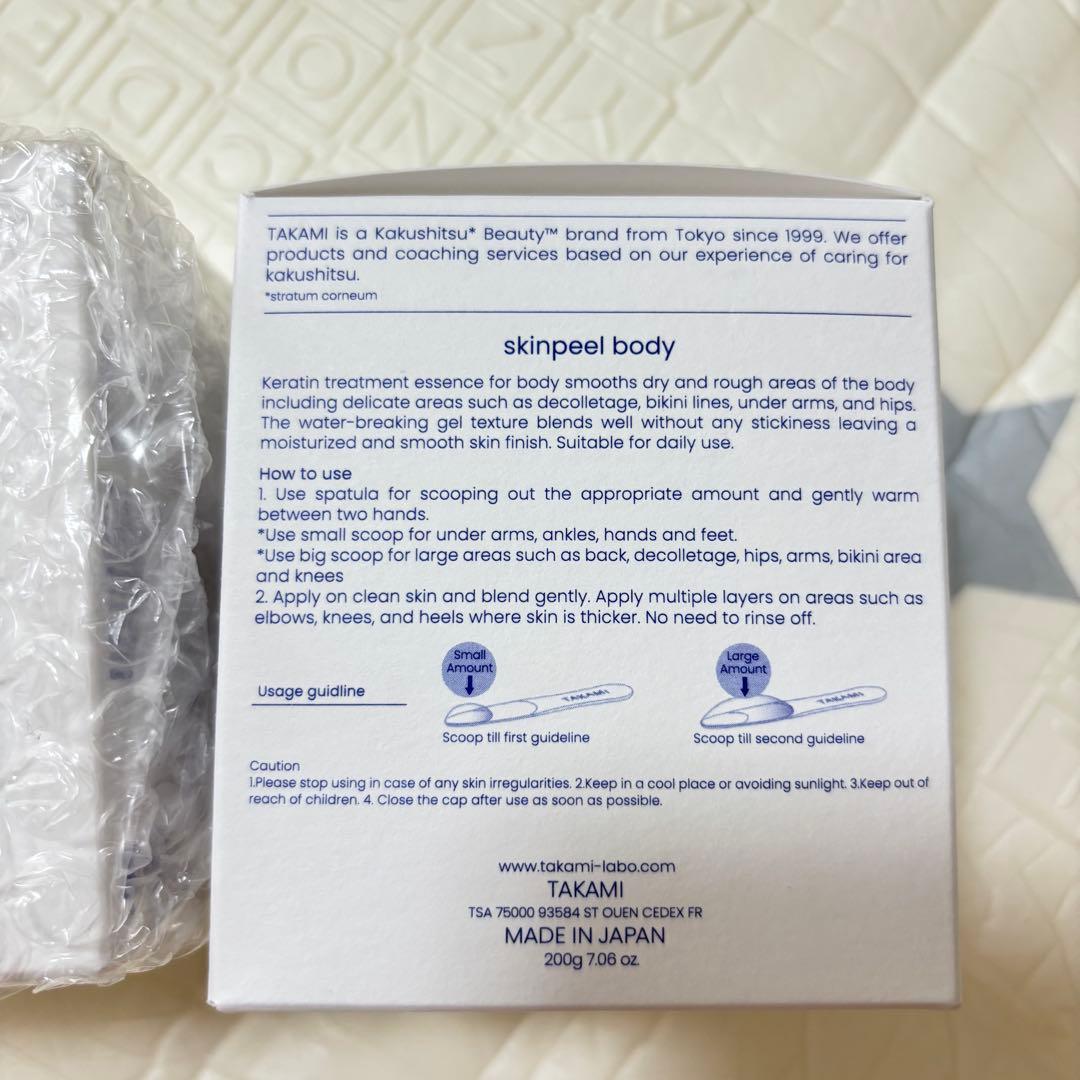 TAKAMI is a Kakushitsu* Beauty™ brand from Tokyo since 1999. We offer
products and coaching services based on our experience of caring for
kakushitsu.
*stratum corneum
skinpeel body
Keratin treatment essence for body smooths dry and rough areas of the body
including delicate areas such as decolletage, bikini lines, under arms, and hips.
The water-breaking gel texture blends well without any stickiness leaving a
moisturized and smooth skin finish. Suitable for daily use.
How to use
1. Use spatula for scooping out the appropriate amount and gently warm
between two hands.
*Use small scoop for under arms, ankles, hands and feet.
*Use big scoop for large areas such as back, decolletage, hips, arms, bikini area
and knees
2. Apply on clean skin and blend gently. Apply multiple layers on areas such as
elbows, knees, and heels where skin is thicker. No need to rinse off.
Usage guidline
Small
Amount
TAKAMI
Scoop till first guideline
Large
Amount
TAKAMI
Scoop till second guideline
Caution
1.Please stop using in case of any skin irregularities. 2.Keep in a cool place or avoiding sunlight. 3.Keep out of
reach of children. 4. Close the cap after use as soon as possible.
www.takami-labo.com
TAKAMI
TSA 75000 93584 ST OUEN CEDEX FR
MADE IN JAPAN
200g 7.06 oz.